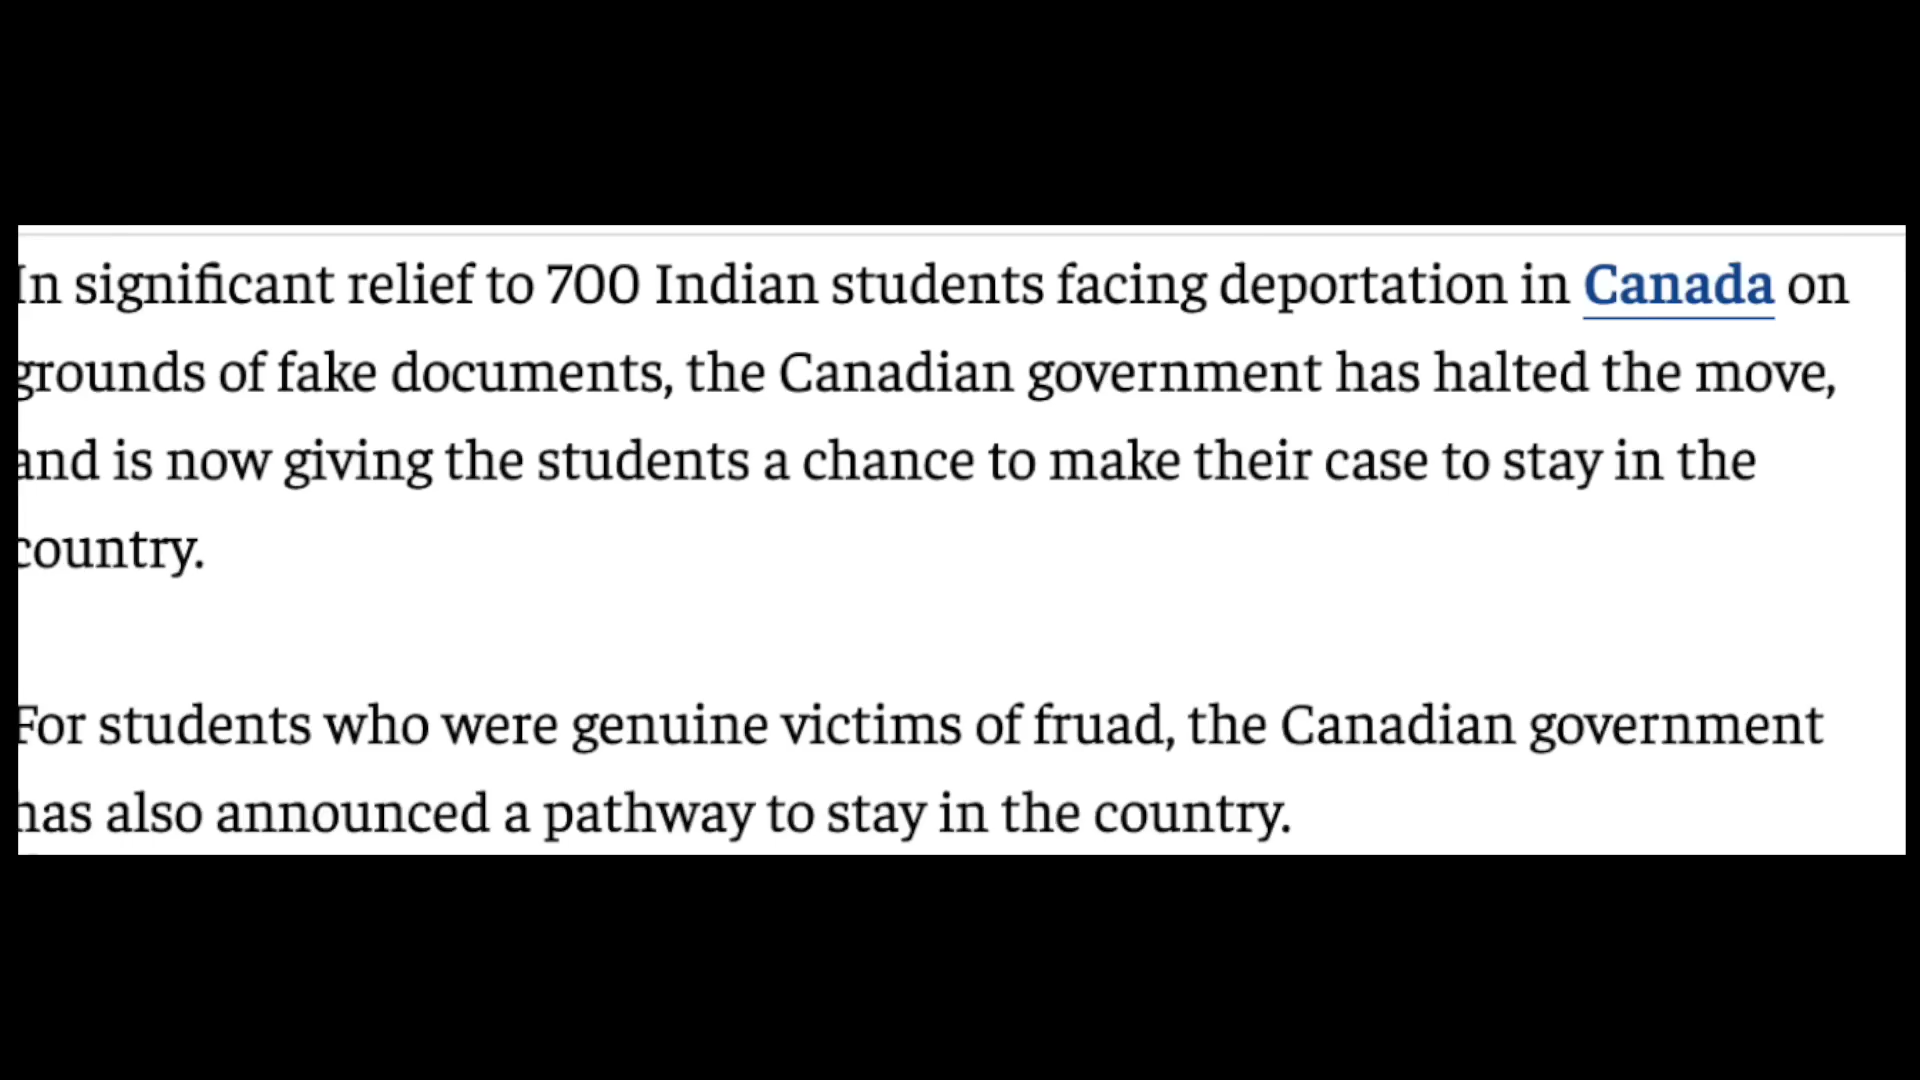 In significant relief to 700 Indian students facing deportation in Canada on
grounds of fake documents, the Canadian government has halted the move,
and is now giving the students a chance to make their case to stay in the
country.
For students who were genuine victims of fruad, the Canadian government
has also announced a pathway to stay in the country.